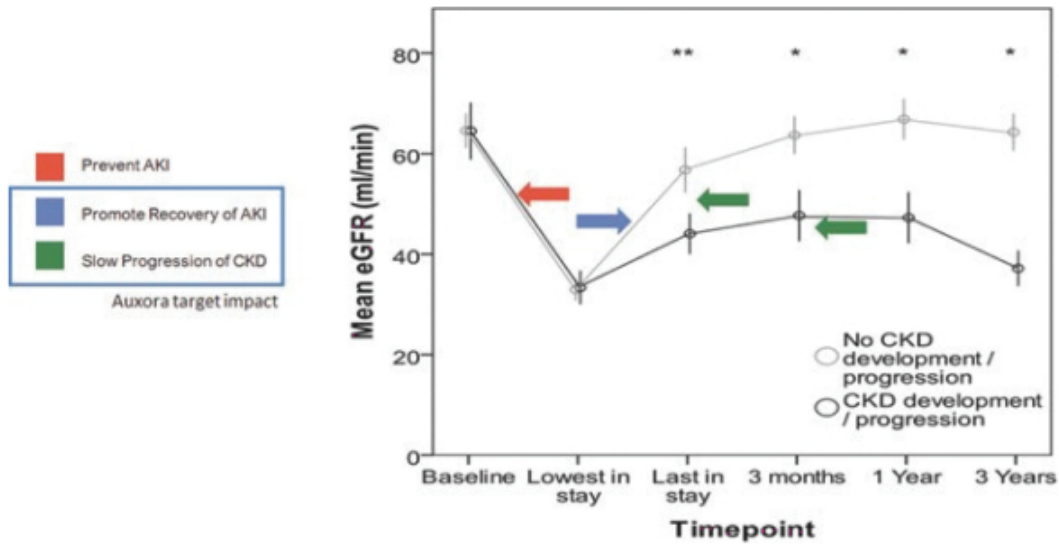 Prevent AKI
Promote Recovery of AKI
Slow Progression of CKD
Auxora target impact
Mean eGFR (ml/min)
80
60
40
20
0
**
*
*
*
No CKD
development /
progression
CKD development
/ progression
Baseline
Lowest in
stay
Last in
stay
3 months
1 Year
3 Years
Timepoint